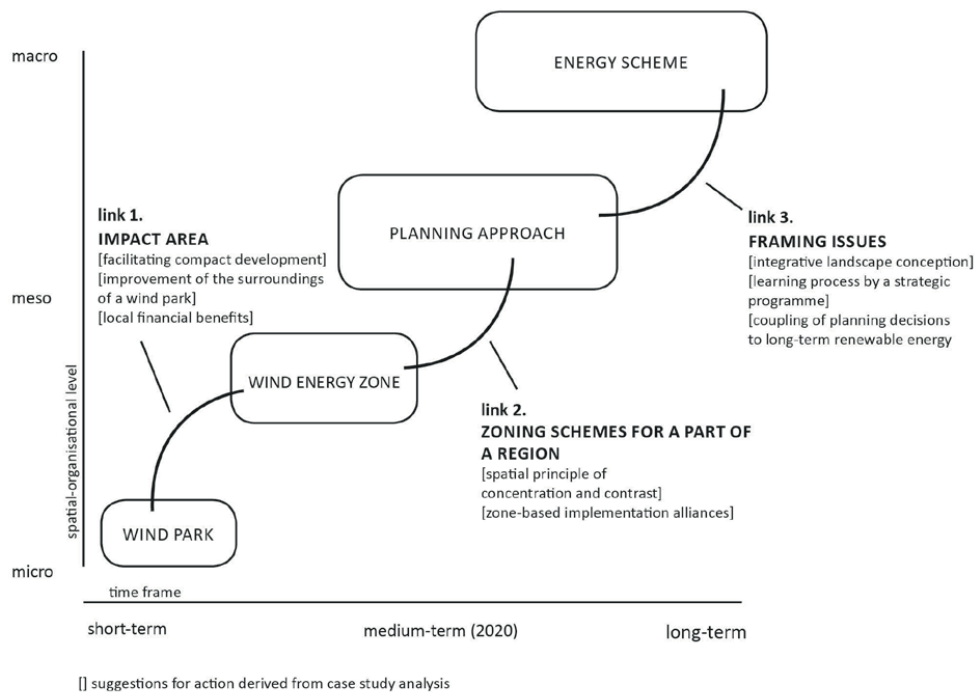 macro
ENERGY SCHEME
link 1.
IMPACT AREA
[facilitating compact development]
[improvement of the surroundings
of a wind park]
[local financial benefits]
PLANNING APPROACH
link 3.
FRAMING ISSUES
[integrative landscape conception]
[learning process by a strategic
programme]
[coupling of planning decisions
to long-term renewable energy
meso
WIND ENERGY ZONE
link 2.
ZONING SCHEMES FOR A PART OF
A REGION
[spatial principle of
concentration and contrast]
[zone-based implementation alliances]
spatial-organisational level
WIND PARK
micro
time frame
short-term
medium-term (2020)
long-term
[] suggestions for action derived from case study analysis